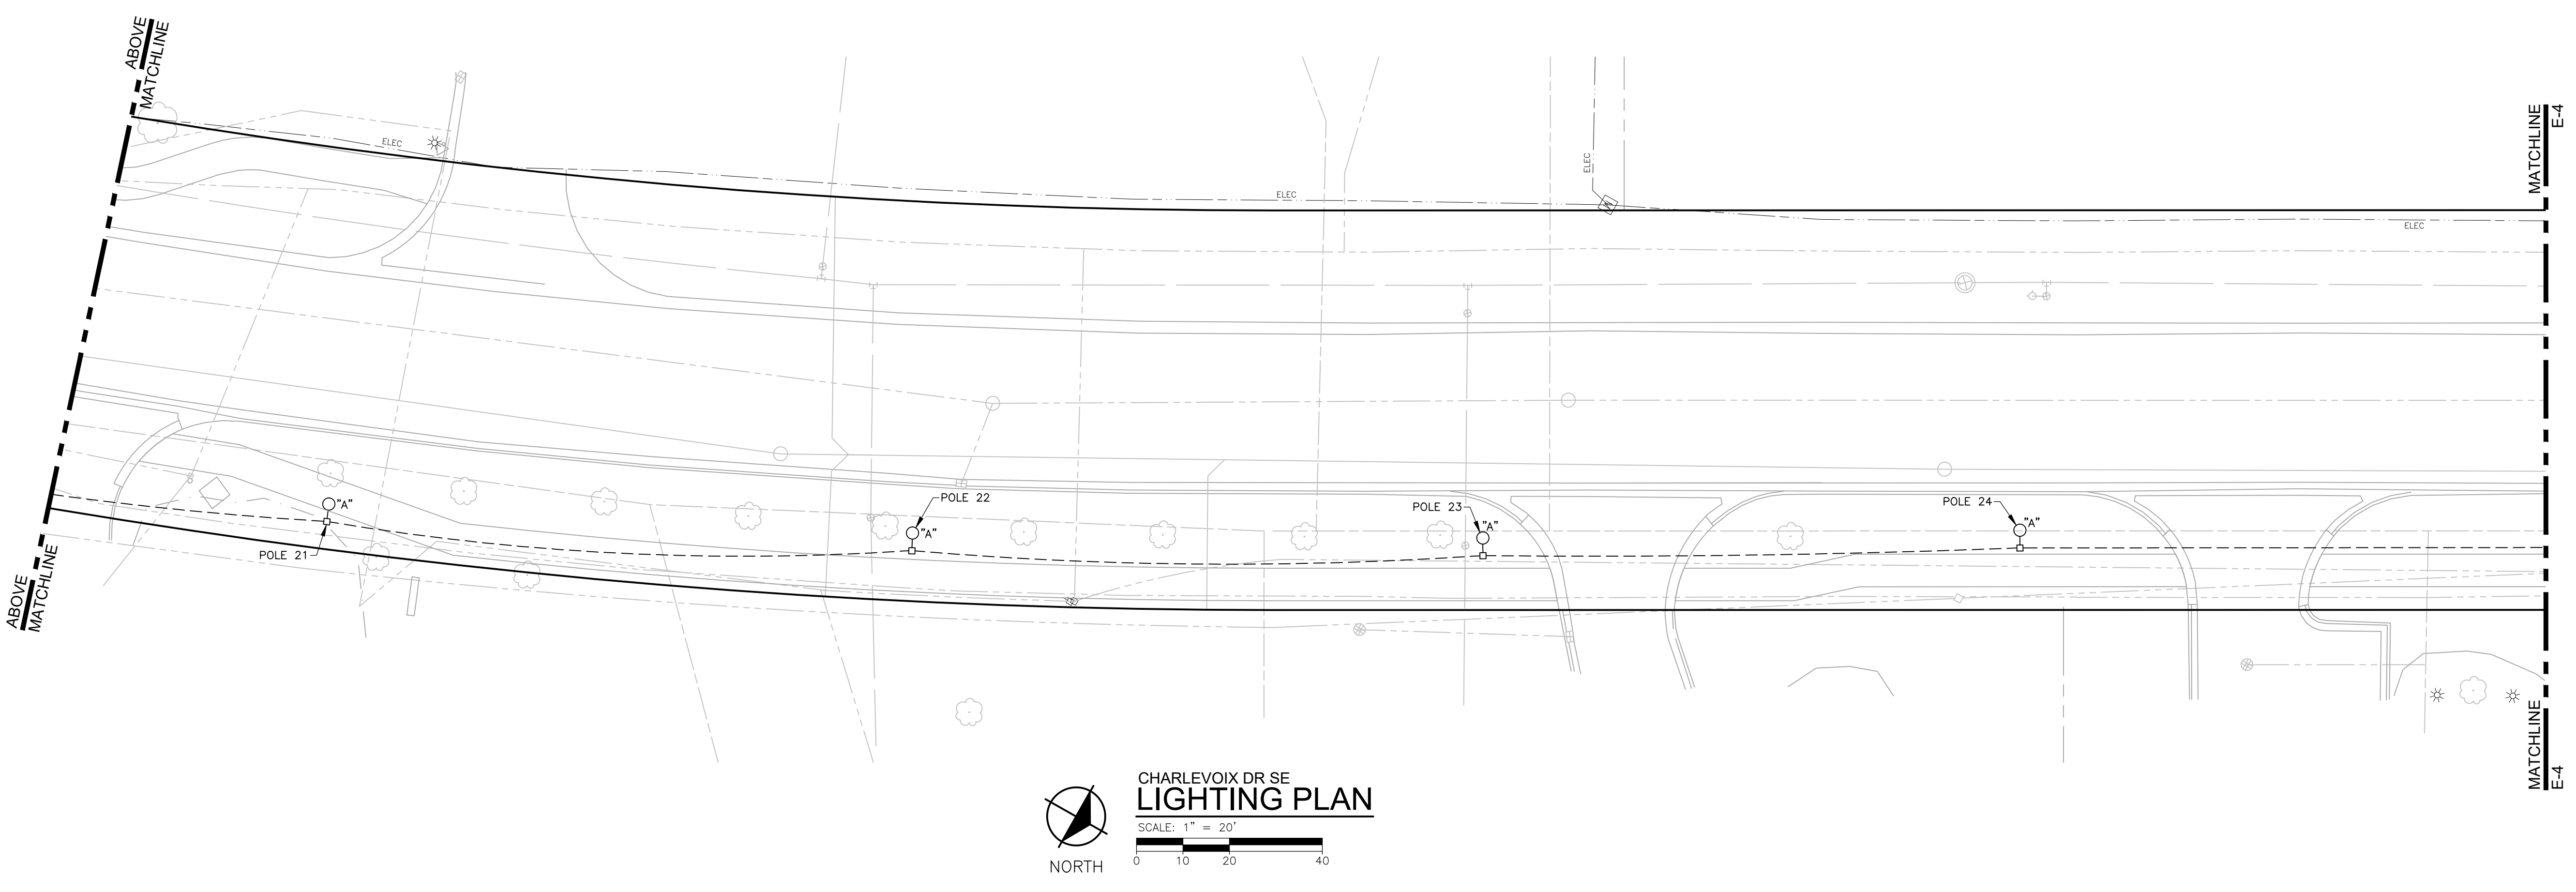 ABOVE
MATCHLINE
MATCHLINE
E-4
ELEC
ELEC
ELEC
ELEC
POLE 22
"A"
"A"
POLE 21
POLE 23
"A"
POLE 24
"A"
ABOVE
MATCHLINE
MATCHLINE
E-4
CHARLEVOIX DR SE
LIGHTING PLAN
SCALE: 1" = 20'
0 10 20 40
NORTH